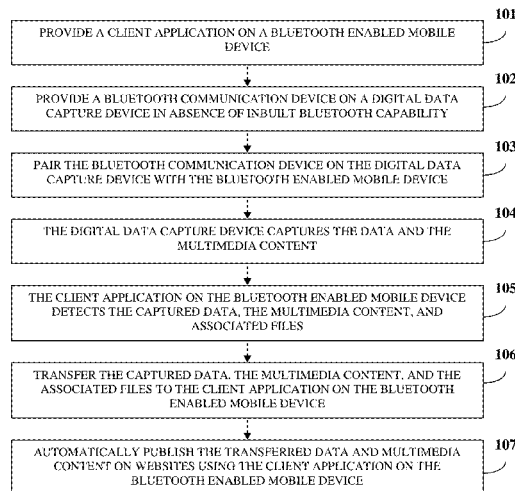 101
PROVIDE A CLIENT APPLICATION ON A BLUETOOTH ENABLED MOBILE
DEVICE
102
PROVIDE A BLUETOOTH COMMUNICATION DEVICE ON A DIGITAL DATA
CAPTURE DEVICE IN ABSENCE OF INBUILT BLUETOOTH CAPABILITY
103
PAIR THE BLUETOOTH COMMUNICATION DEVICE ON THE DIGITAL DATA
CAPTURE DEVICE WITH THE BLUETOOTH ENABLED MOBILE DEVICE
104
THE DIGITAL DATA CAPTURE DEVICE CAPTURES THE DATA AND THE
MULTIMEDIA CONTENT
105
THE CLIENT APPLICATION ON THE BLUETOOTH ENABLED MOBILE DEVICE
DETECTS THE CAPTURED DATA, THE MULTIMEDIA CONTENT, AND
ASSOCIATED FILES
106
TRANSFER THE CAPTURED DATA, THE MULTIMEDIA CONTENT, AND THE
ASSOCIATED FILES TO THE CLIENT APPLICATION ON THE BLUETOOTH
ENABLED MOBILE DEVICE
107
AUTOMATICALLY PUBLISH THE TRANSFERRED DATA AND MULTIMEDIA
CONTENT ON WEBSITES USING THE CLIENT APPLICATION ON THE
BLUETOOTH ENABLED MOBILE DEVICE